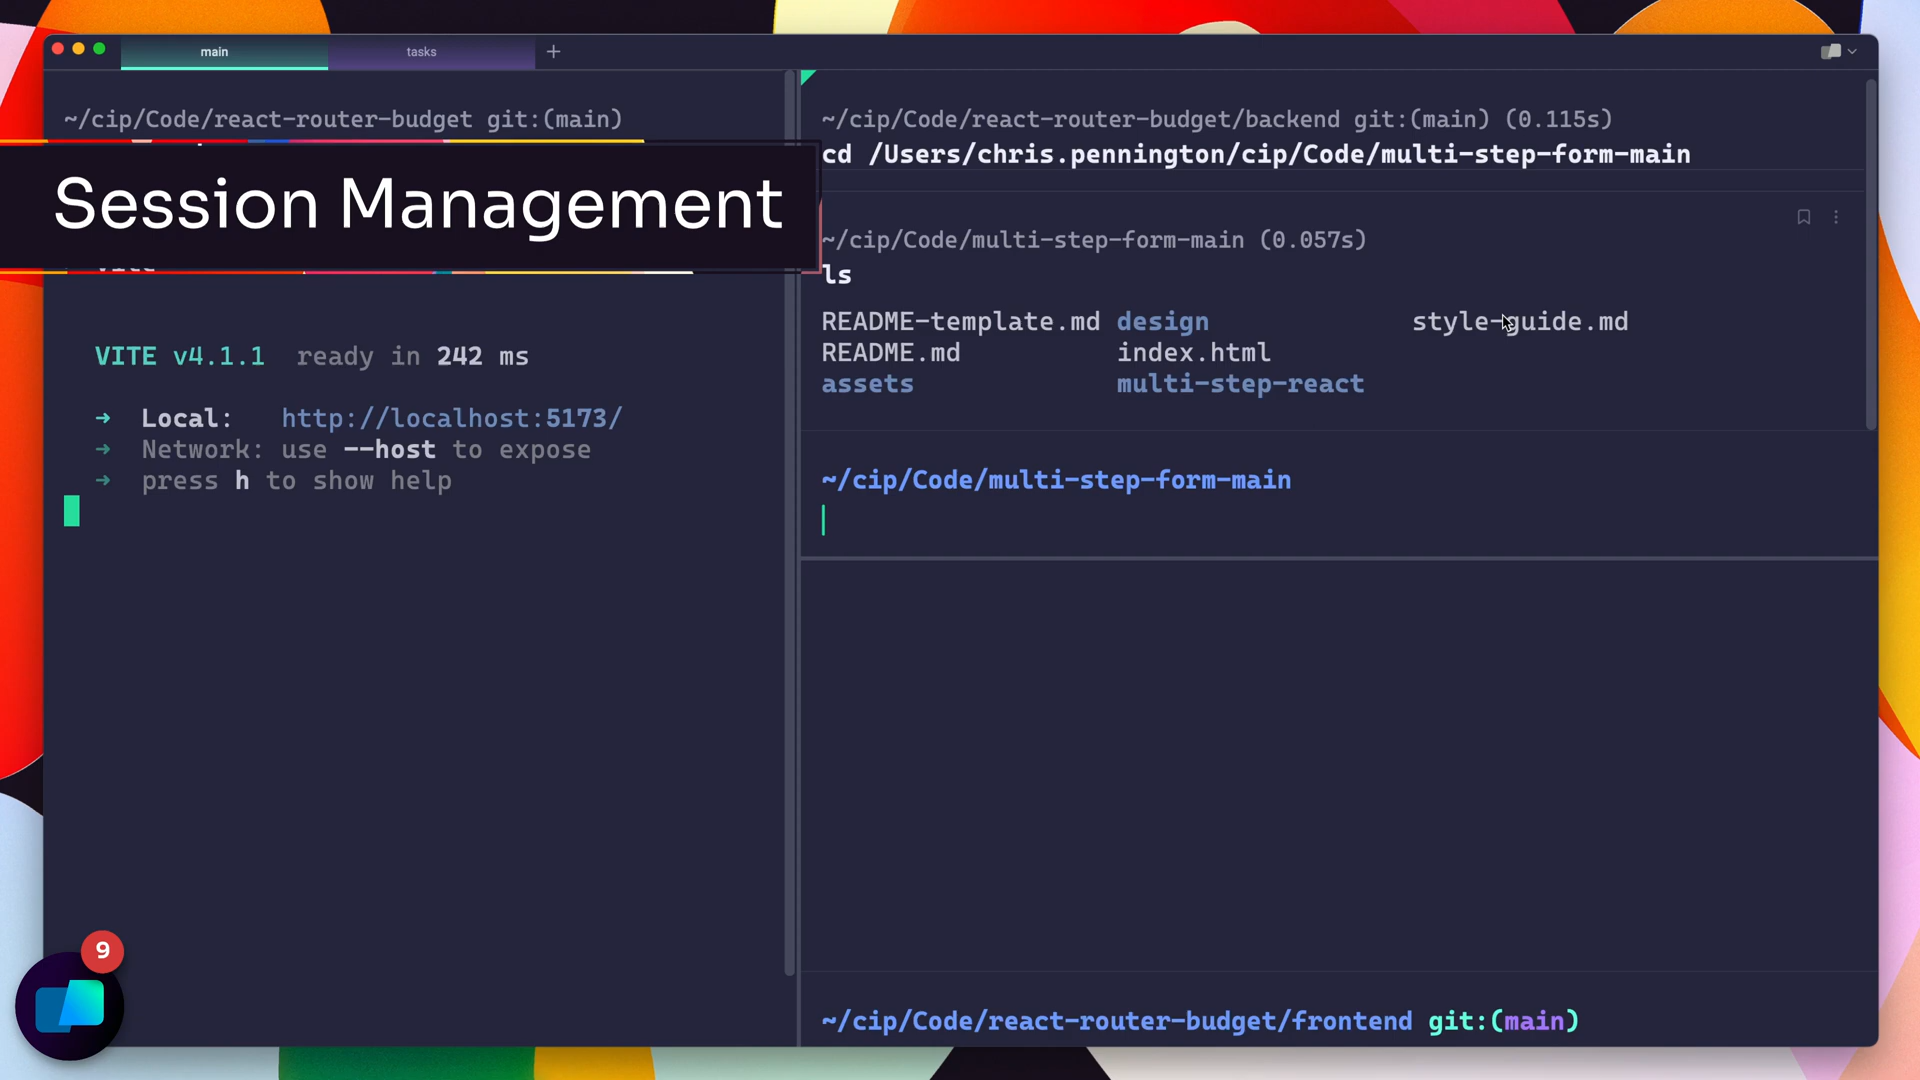 main
tasks
~/cip/Code/react-router-budget git:(main)
Session Management
VITE v4.1.1 ready in 242 ms
➜ Local: http://localhost:5173/
➜ Network: use --host to expose
➜ press h to show help
~/cip/Code/react-router-budget/backend git:(main) (0.115s)
cd /Users/chris.pennington/cip/Code/multi-step-form-main
~/cip/Code/multi-step-form-main (0.057s)
ls
README-template.md design style-guide.md
README.md index.html
assets multi-step-react
~/cip/Code/multi-step-form-main
~/cip/Code/react-router-budget/frontend git:(main)
9